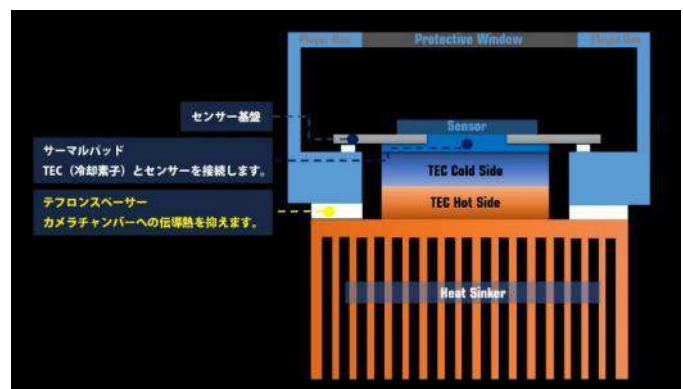 Protective Window
センサー基盤
Sensor
サーマルパッド
TEC（冷却素子）とセンサーを接続します。
TEC Cold Side
テフロンスペーサー
カメラチャンバーへの伝導熱を抑えます。
TEC Hot Side
Heat Sinker